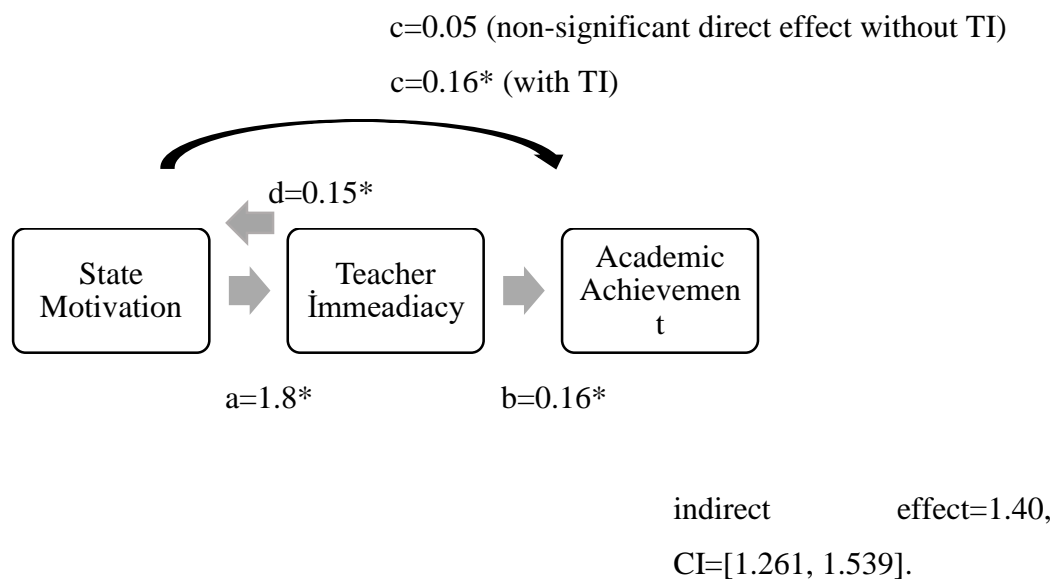 c=0.05 (non-significant direct effect without TI)
c=0.16* (with TI)
d=0.15*
State
Motivation
Teacher
İmmeadiacy
Academic
Achievemen
t
a=1.8*
b=0.16*
indirect effect=1.40,
CI=[1.261, 1.539].